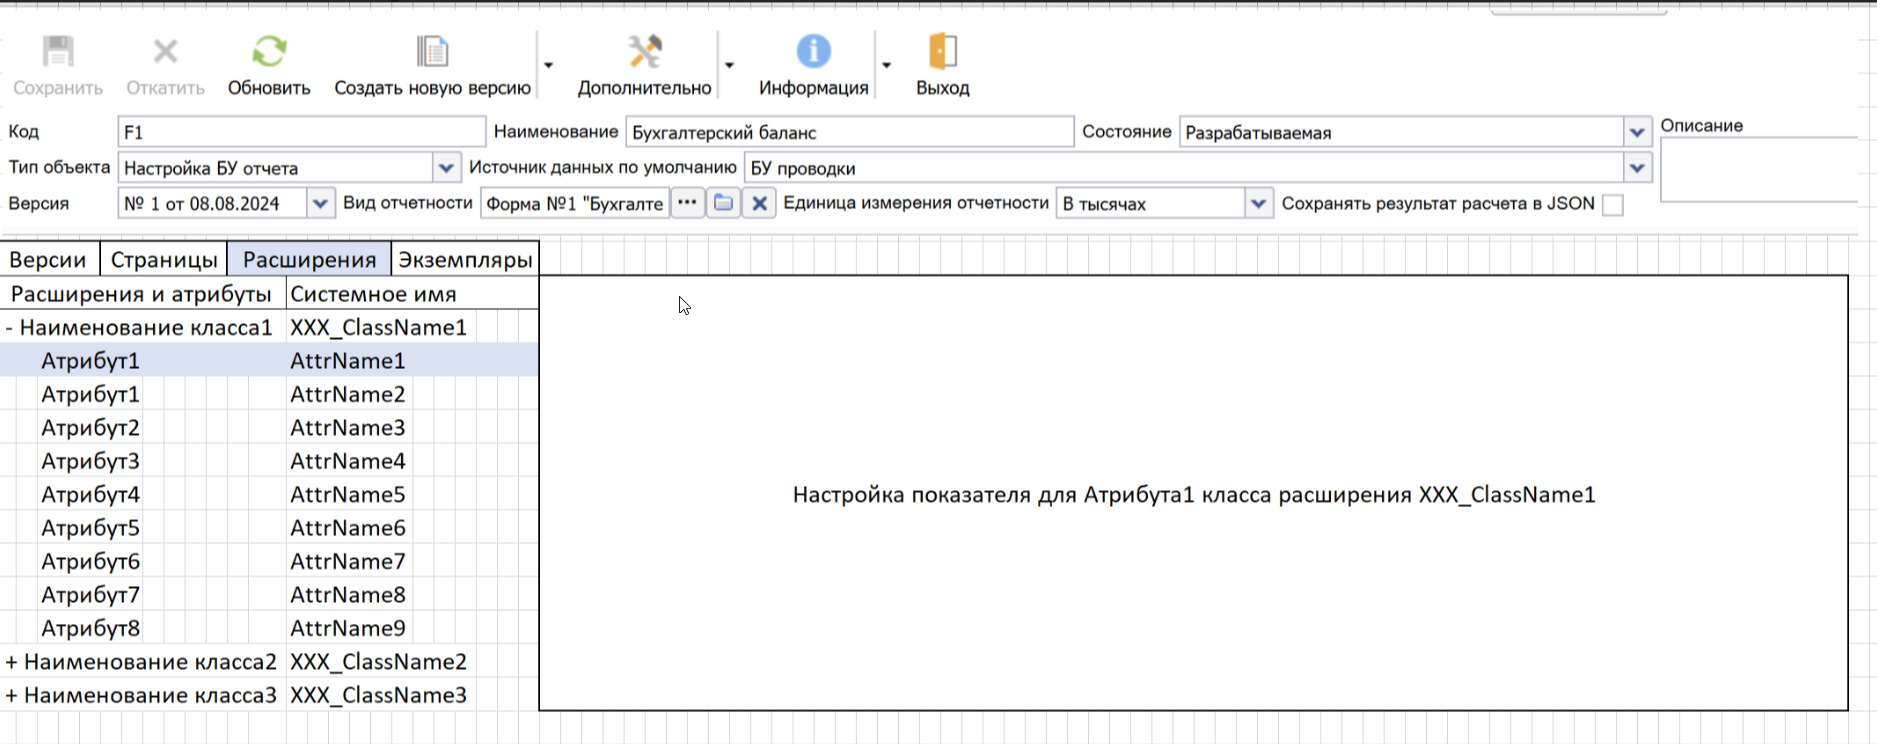 Сохранить Откатить Обновить Создать новую версию Дополнительно Информация Выход
Код F1 Наименование Бухгалтерский баланс Состояние Разрабатываемая Описание
Тип объекта Настройка БУ отчета Источник данных по умолчанию БУ проводки
Версия № 1 от 08.08.2024 Вид отчетности Форма №1 "Бухгалте ... Единица измерения отчетности В тысячах Сохранять результат расчета в JSON
Версии Страницы Расширения Экземпляры
Расширения и атрибуты Системное имя
- Наименование класса1 XXX_ClassName1
Атрибут1 AttrName1
Атрибут1 AttrName2
Атрибут2 AttrName3
Атрибут3 AttrName4
Атрибут4 AttrName5
Атрибут5 AttrName6
Атрибут6 AttrName7
Атрибут7 AttrName8
Атрибут8 AttrName9
+ Наименование класса2 XXX_ClassName2
+ Наименование класса3 XXX_ClassName3
Настройка показателя для Атрибута1 класса расширения XXX_ClassName1